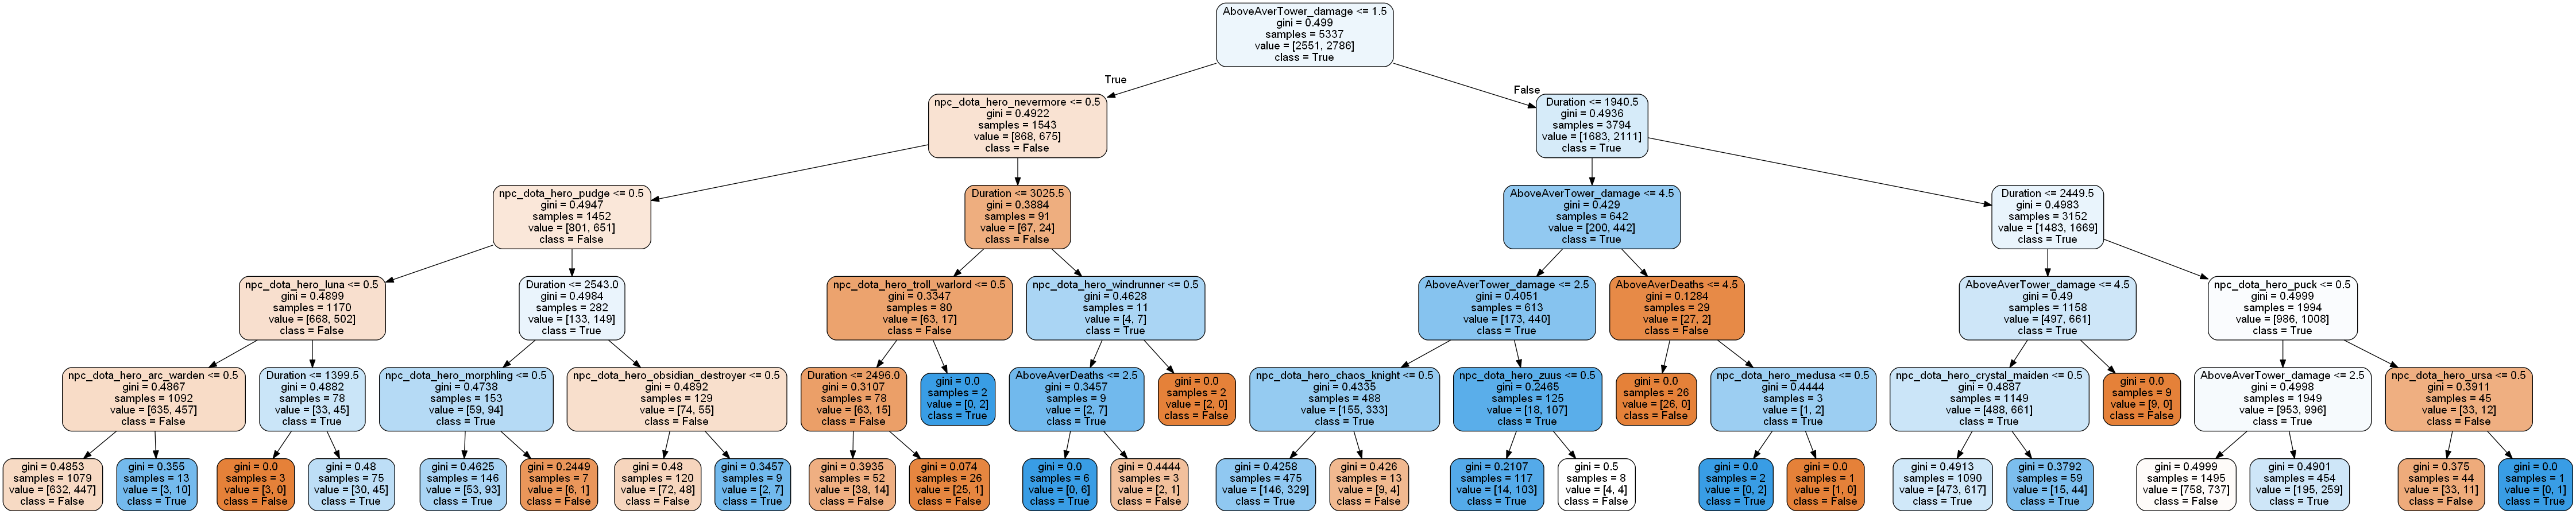 AboveAverTower_damage <= 1.5
gini = 0.499
samples = 5337
value = [2551, 2786]
class = True
True
False
npc_dota_hero_nevermore <= 0.5
gini = 0.4922
samples = 1543
value = [868, 675]
class = False
Duration <= 1940.5
gini = 0.4936
samples = 3794
value = [1683, 2111]
class = True
npc_dota_hero_pudge <= 0.5
gini = 0.4947
samples = 1452
value = [801, 651]
class = False
Duration <= 3025.5
gini = 0.3884
samples = 91
value = [67, 24]
class = False
AboveAverTower_damage <= 4.5
gini = 0.429
samples = 642
value = [200, 442]
class = True
Duration <= 2449.5
gini = 0.4983
samples = 3152
value = [1483, 1669]
class = True
npc_dota_hero_luna <= 0.5
gini = 0.4899
samples = 1170
value = [668, 502]
class = False
Duration <= 2543.0
gini = 0.4984
samples = 282
value = [133, 149]
class = True
npc_dota_hero_troll_warlord <= 0.5
gini = 0.3347
samples = 80
value = [63, 17]
class = False
npc_dota_hero_windrunner <= 0.5
gini = 0.4628
samples = 11
value = [4, 7]
class = True
AboveAverTower_damage <= 2.5
gini = 0.4051
samples = 613
value = [173, 440]
class = True
AboveAverDeaths <= 4.5
gini = 0.1284
samples = 29
value = [27, 2]
class = False
AboveAverTower_damage <= 4.5
gini = 0.49
samples = 1158
value = [497, 661]
class = True
npc_dota_hero_puck <= 0.5
gini = 0.4999
samples = 1994
value = [986, 1008]
class = True
npc_dota_hero_arc_warden <= 0.5
gini = 0.4867
samples = 1092
value = [635, 457]
class = False
Duration <= 1399.5
gini = 0.4882
samples = 78
value = [33, 45]
class = True
npc_dota_hero_morphling <= 0.5
gini = 0.4738
samples = 153
value = [59, 94]
class = True
npc_dota_hero_obsidian_destroyer <= 0.5
gini = 0.4892
samples = 129
value = [74, 55]
class = False
Duration <= 2496.0
gini = 0.3107
samples = 78
value = [63, 15]
class = False
gini = 0.0
samples = 2
value = [0, 2]
class = True
AboveAverDeaths <= 2.5
gini = 0.3457
samples = 9
value = [2, 7]
class = True
gini = 0.0
samples = 2
value = [2, 0]
class = False
npc_dota_hero_chaos_knight <= 0.5
gini = 0.4335
samples = 488
value = [155, 333]
class = True
npc_dota_hero_zuus <= 0.5
gini = 0.2465
samples = 125
value = [18, 107]
class = True
gini = 0.0
samples = 26
value = [26, 0]
class = False
npc_dota_hero_medusa <= 0.5
gini = 0.4444
samples = 3
value = [1, 2]
class = True
npc_dota_hero_crystal_maiden <= 0.5
gini = 0.4887
samples = 1149
value = [488, 661]
class = True
gini = 0.0
samples = 9
value = [9, 0]
class = False
AboveAverTower_damage <= 2.5
gini = 0.4998
samples = 1949
value = [953, 996]
class = True
npc_dota_hero_ursa <= 0.5
gini = 0.3911
samples = 45
value = [33, 12]
class = False
gini = 0.4853
samples = 1079
value = [632, 447]
class = False
gini = 0.355
samples = 13
value = [3, 10]
class = True
gini = 0.0
samples = 3
value = [3, 0]
class = False
gini = 0.48
samples = 75
value = [30, 45]
class = True
gini = 0.4625
samples = 146
value = [53, 93]
class = True
gini = 0.2449
samples = 7
value = [6, 1]
class = False
gini = 0.48
samples = 120
value = [72, 48]
class = False
gini = 0.3457
samples = 9
value = [2, 7]
class = True
gini = 0.3935
samples = 52
value = [38, 14]
class = False
gini = 0.074
samples = 26
value = [25, 1]
class = False
gini = 0.0
samples = 6
value = [0, 6]
class = True
gini = 0.4444
samples = 3
value = [2, 1]
class = False
gini = 0.4258
samples = 475
value = [146, 329]
class = True
gini = 0.426
samples = 13
value = [9, 4]
class = False
gini = 0.2107
samples = 117
value = [14, 103]
class = True
gini = 0.5
samples = 8
value = [4, 4]
class = False
gini = 0.0
samples = 2
value = [0, 2]
class = True
gini = 0.0
samples = 1
value = [1, 0]
class = False
gini = 0.4913
samples = 1090
value = [473, 617]
class = True
gini = 0.3792
samples = 59
value = [15, 44]
class = True
gini = 0.4999
samples = 1495
value = [758, 737]
class = False
gini = 0.4901
samples = 454
value = [195, 259]
class = True
gini = 0.375
samples = 44
value = [33, 11]
class = False
gini = 0.0
samples = 1
value = [0, 1]
class = True